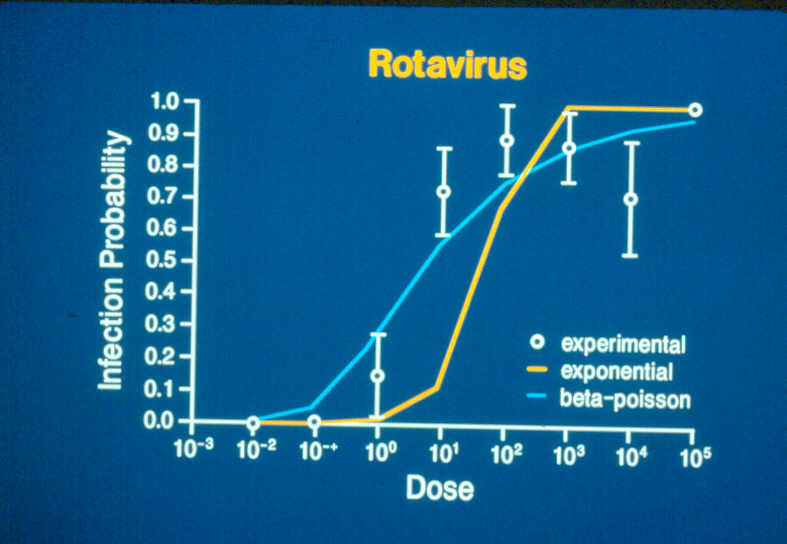 Rotavirus
Infection Probability
1.0
0.9
0.8
0.7
0.6
0.5
0.4
0.3
0.2
0.1
0.0
10⁻³ 10⁻² 10⁻⁺ 10⁰ 10¹ 10² 10³ 10⁴ 10⁵
Dose
experimental
exponential
beta-poisson